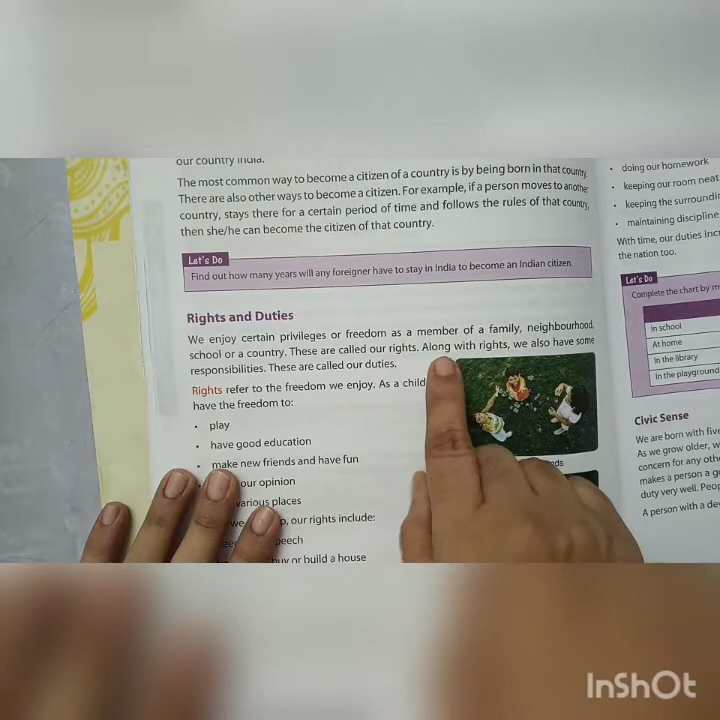 our country India.
The most common way to become a citizen of a country is by being born in that country.
There are also other ways to become a citizen. For example, if a person moves to another
country, stays there for a certain period of time and follows the rules of that country,
then she/he can become the citizen of that country.
Let's Do
Find out how many years will any foreigner have to stay in India to become an Indian citizen.
Rights and Duties
We enjoy certain privileges or freedom as a member of a family, neighbourhood,
school or a country. These are called our rights. Along with rights, we also have some
responsibilities. These are called our duties.
Rights refer to the freedom we enjoy. As a child
have the freedom to:
• play
• have good education
• make new friends and have fun
our opinion
various places
we, our rights include:
speech
buy or build a house
• doing our homework
• keeping our room neat
• keeping the
• maintaining discipline
With time, our duties
the nation too.
Let's Do
Complete the chart by
In school
At home
In the library
In the playground
Civic Sense
We are born with five
As we grow older,
concern for any
makes a person a
duty very well.
A person with a
InShOt